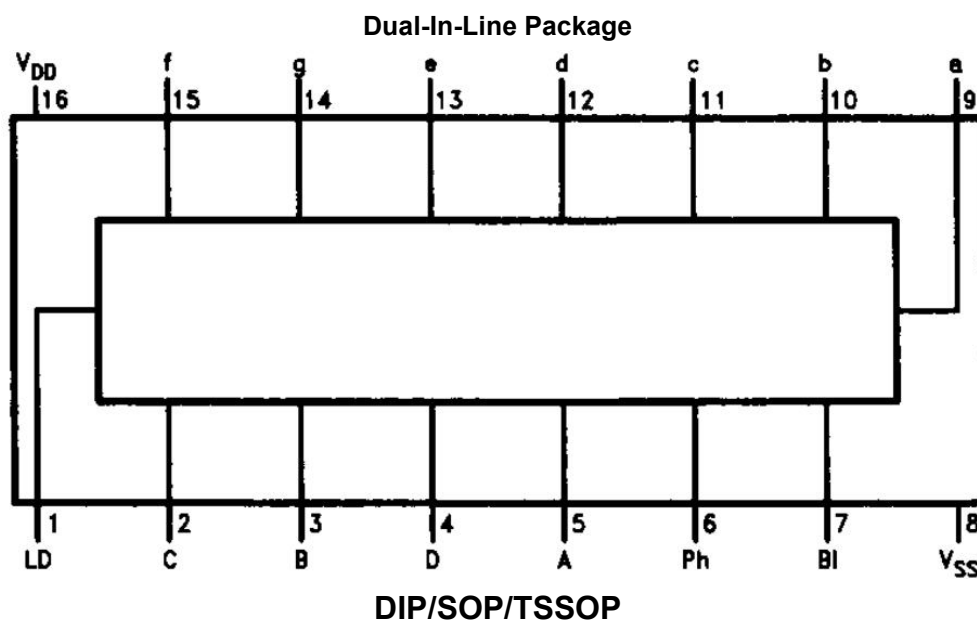 Dual-In-Line Package
VDD f g e d c b a
16 15 14 13 12 11 10 9
1 2 3 4 5 6 7 8
LD C B D A Ph BI VSS
DIP/SOP/TSSOP